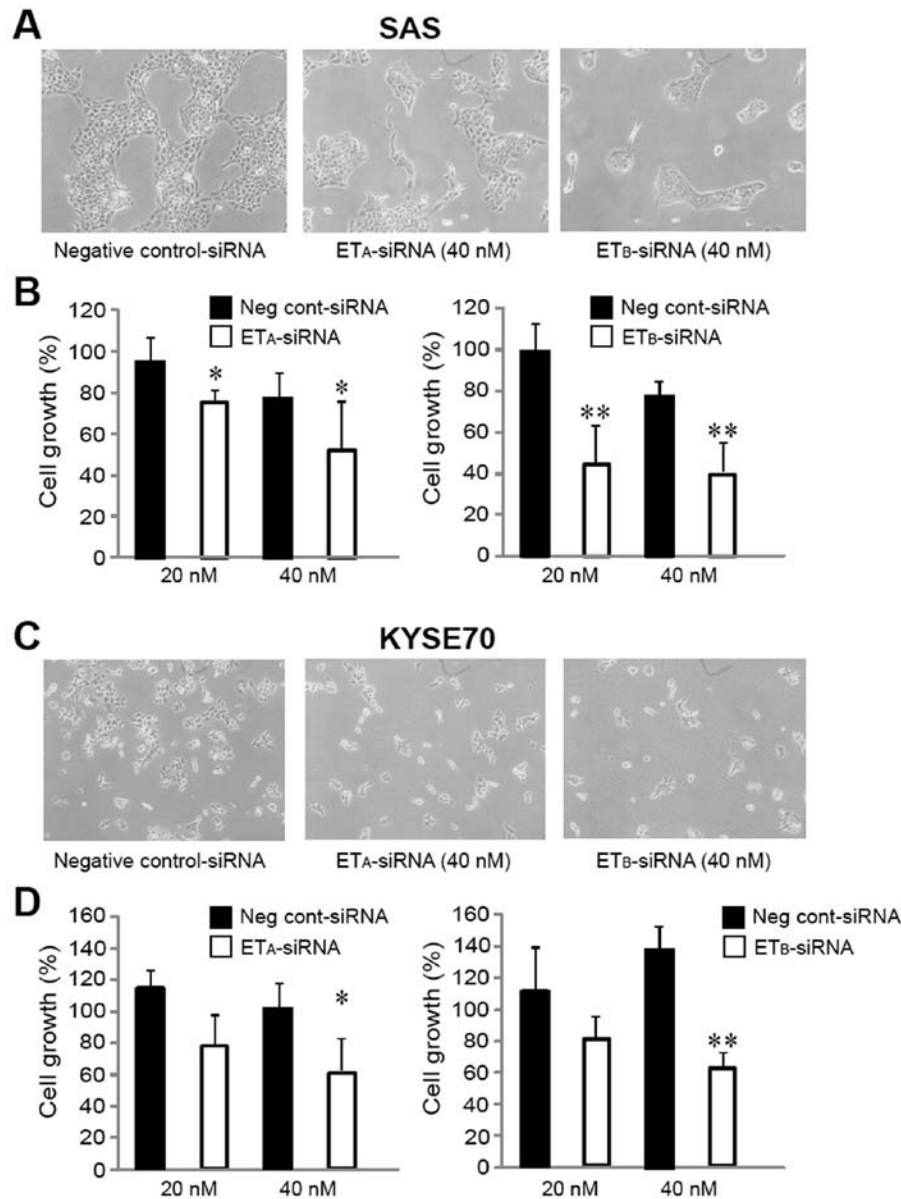 A
SAS
Negative control-siRNA
ETA-siRNA (40 nM)
ETB-siRNA (40 nM)
B
Neg cont-siRNA
ETA-siRNA
Cell growth (%)
120
100
80
60
40
20
0
*
*
20 nM
40 nM
Neg cont-siRNA
ETB-siRNA
Cell growth (%)
120
100
80
60
40
20
0
**
**
20 nM
40 nM
C
KYSE70
Negative control-siRNA
ETA-siRNA (40 nM)
ETB-siRNA (40 nM)
D
Neg cont-siRNA
ETA-siRNA
Cell growth (%)
160
140
120
100
80
60
40
20
0
*
20 nM
40 nM
Neg cont-siRNA
ETB-siRNA
Cell growth (%)
160
140
120
100
80
60
40
20
0
**
20 nM
40 nM